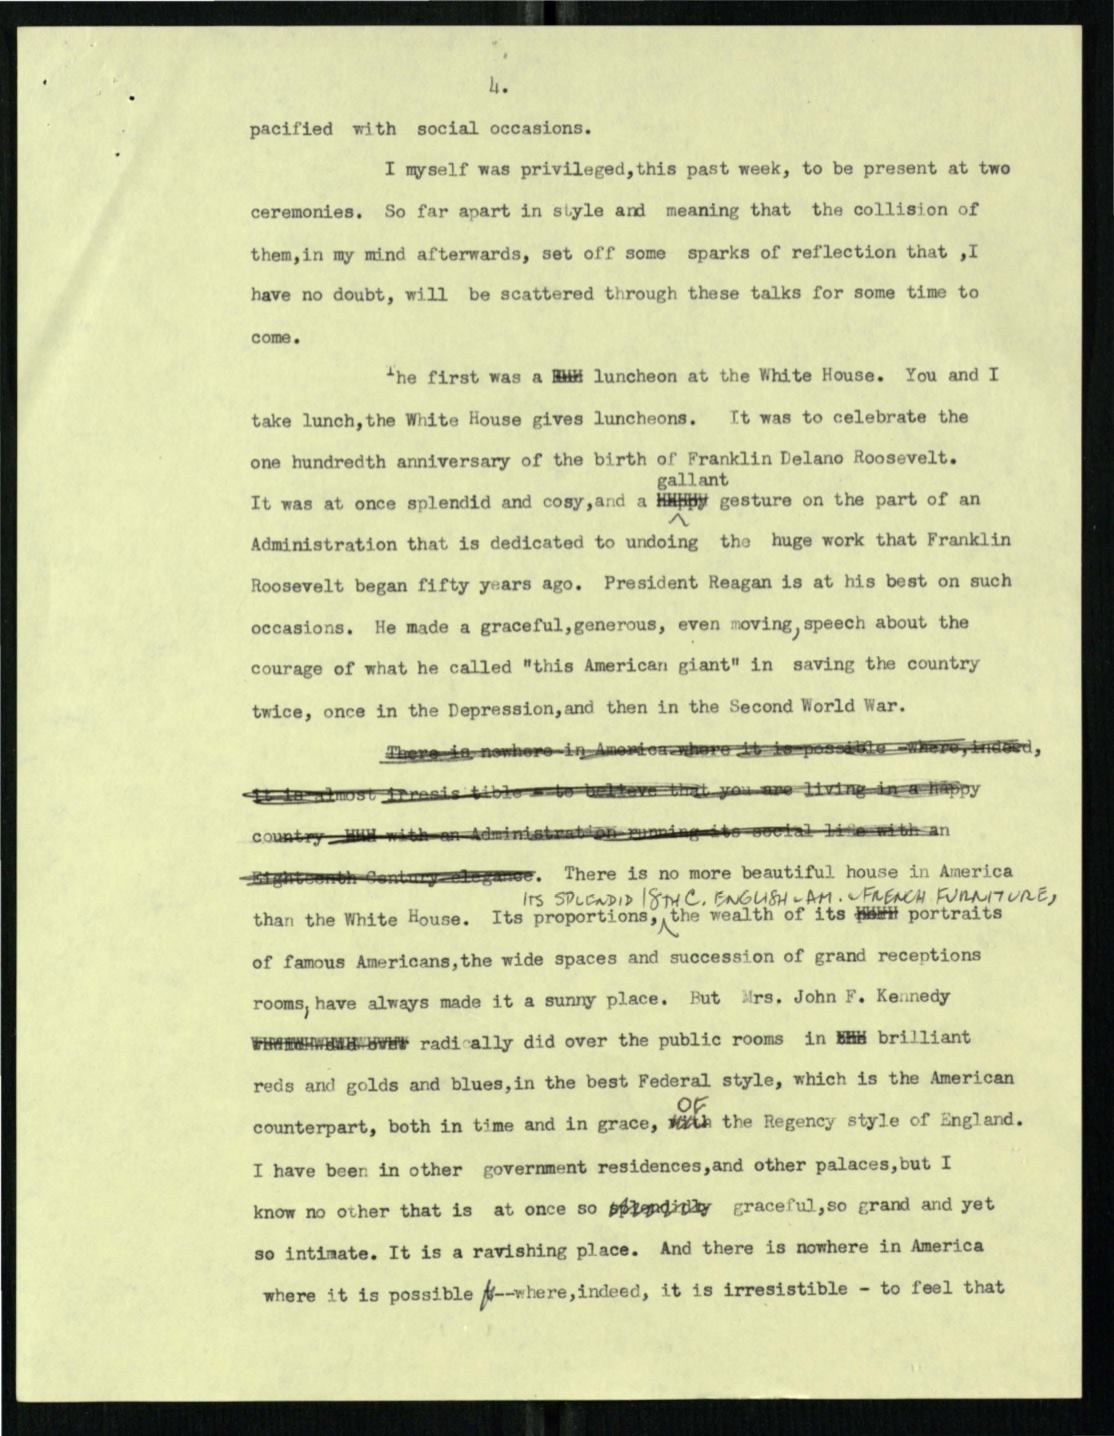 4.
pacified with social occasions.
I myself was privileged,this past week, to be present at two
ceremonies. So far apart in style and meaning that the collision of
them,in my mind afterwards, set off some sparks of reflection that ,I
have no doubt, will be scattered through these talks for some time to
come.
The first was a luncheon at the White House. You and I
take lunch,the White House gives luncheons. It was to celebrate the
one hundredth anniversary of the birth of Franklin Delano Roosevelt.
gallant
It was at once splendid and cosy,and a happy gesture on the part of an
Administration that is dedicated to undoing the huge work that Franklin
Roosevelt began fifty years ago. President Reagan is at his best on such
occasions. He made a graceful,generous, even moving, speech about the
courage of what he called "this American giant" in saving the country
twice, once in the Depression,and then in the Second World War.
There is nowhere in America where it is possible -where,indeed,
it is almost irresistible - to believe that you are living in a happy
country with an Administration running its social life with an
Eighteenth Century elegance. There is no more beautiful house in America
ITS SPLENDID 18TH C. ENGLISH - AM. - FRENCH FURNITURE,
than the White House. Its proportions, the wealth of its portraits
of famous Americans,the wide spaces and succession of grand receptions
rooms, have always made it a sunny place. But Mrs. John F. Kennedy
radically did over the public rooms in brilliant
reds and golds and blues,in the best Federal style, which is the American
OF
counterpart, both in time and in grace, with the Regency style of England.
I have been in other government residences,and other palaces,but I
know no other that is at once so splendidly graceful,so grand and yet
so intimate. It is a ravishing place. And there is nowhere in America
where it is possible --where,indeed, it is irresistible - to feel that